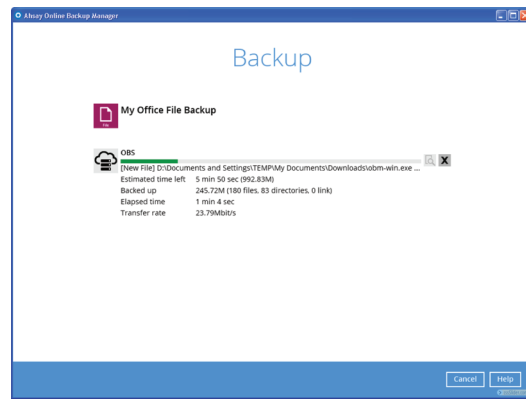 Ahsay Online Backup Manager
Backup
My Office File Backup
File
OBS
[New File] D:\Documents and Settings\TEMP\My Documents\Downloads\obm-win.exe ...
X
Estimated time left 5 min 50 sec (992.83M)
Backed up 245.72M (180 files, 83 directories, 0 link)
Elapsed time 1 min 4 sec
Transfer rate 23.79Mbit/s
Cancel Help